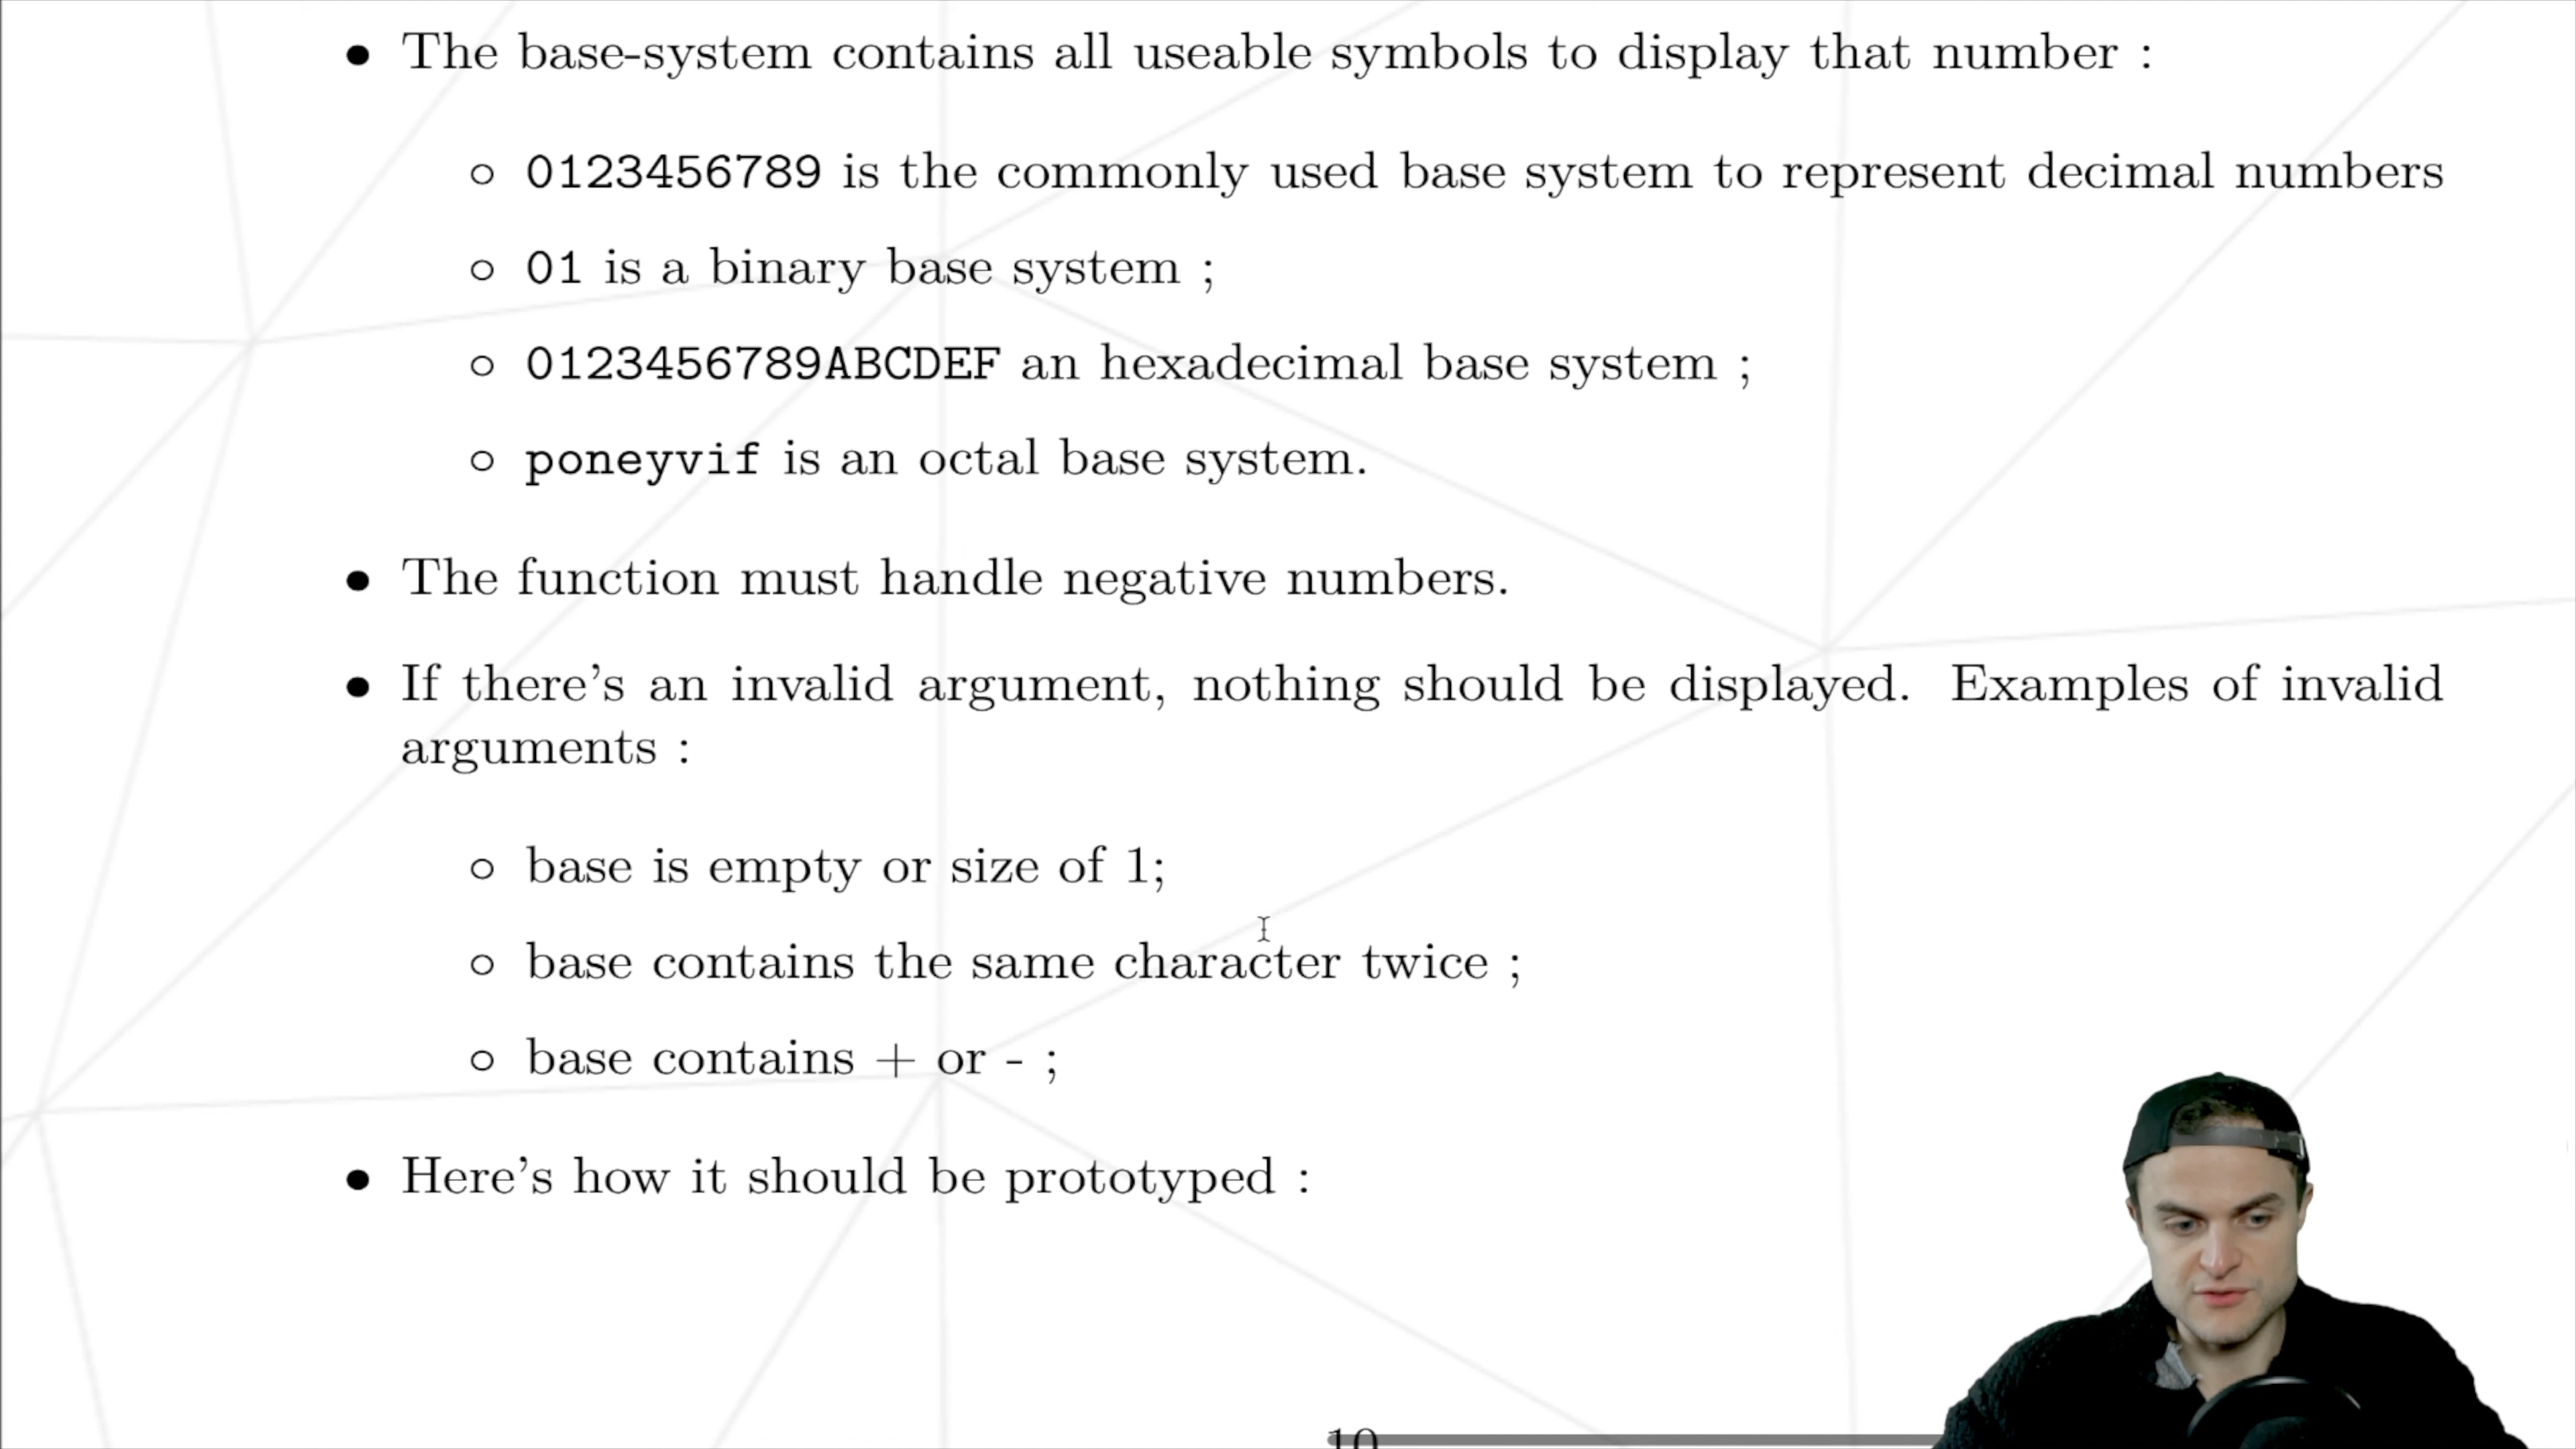 • The base-system contains all useable symbols to display that number :
◦ 0123456789 is the commonly used base system to represent decimal numbers
◦ 01 is a binary base system ;
◦ 0123456789ABCDEF an hexadecimal base system ;
◦ poneyvif is an octal base system.
• The function must handle negative numbers.
• If there's an invalid argument, nothing should be displayed. Examples of invalid
arguments :
◦ base is empty or size of 1;
◦ base contains the same character twice ;
◦ base contains + or - ;
• Here's how it should be prototyped :
10